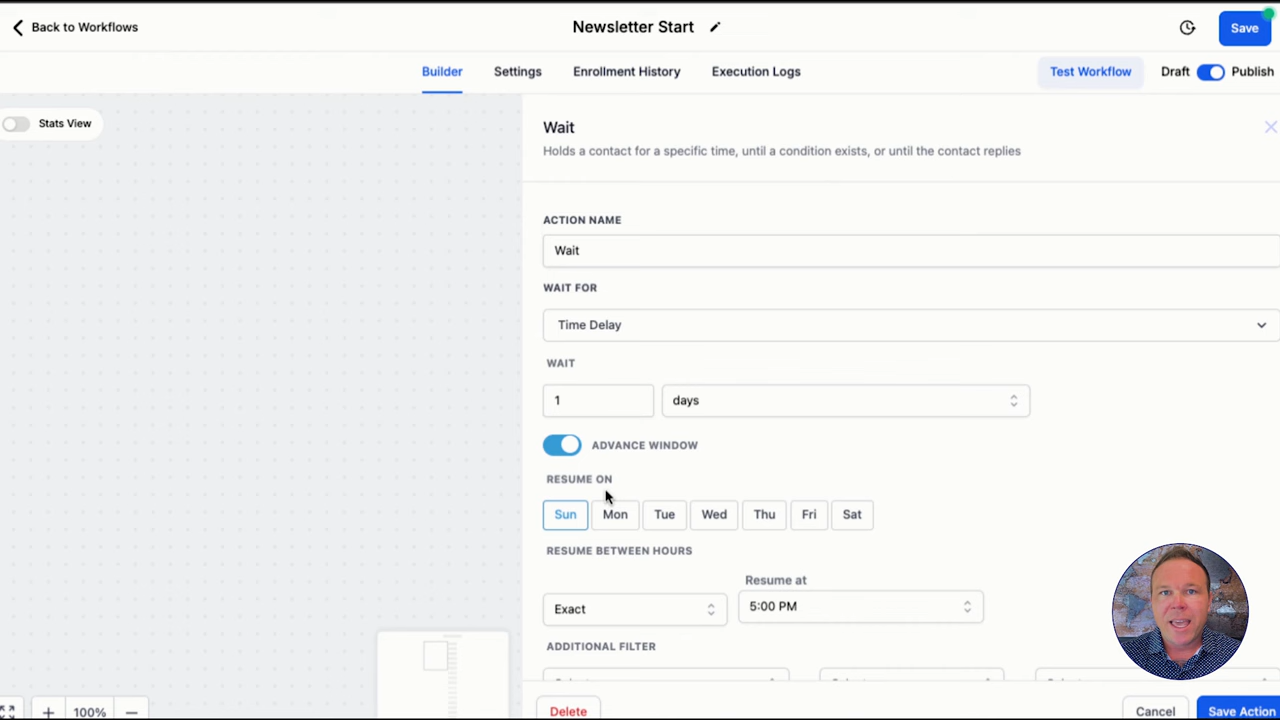 Back to Workflows
Newsletter Start
Save
Builder
Settings
Enrollment History
Execution Logs
Test Workflow
Draft
Publish
Stats View
Wait
Holds a contact for a specific time, until a condition exists, or until the contact replies
ACTION NAME
Wait
WAIT FOR
Time Delay
WAIT
1
days
ADVANCE WINDOW
RESUME ON
Sun
Mon
Tue
Wed
Thu
Fri
Sat
RESUME BETWEEN HOURS
Resume at
Exact
5:00 PM
ADDITIONAL FILTER
100%
Delete
Cancel
Save Action